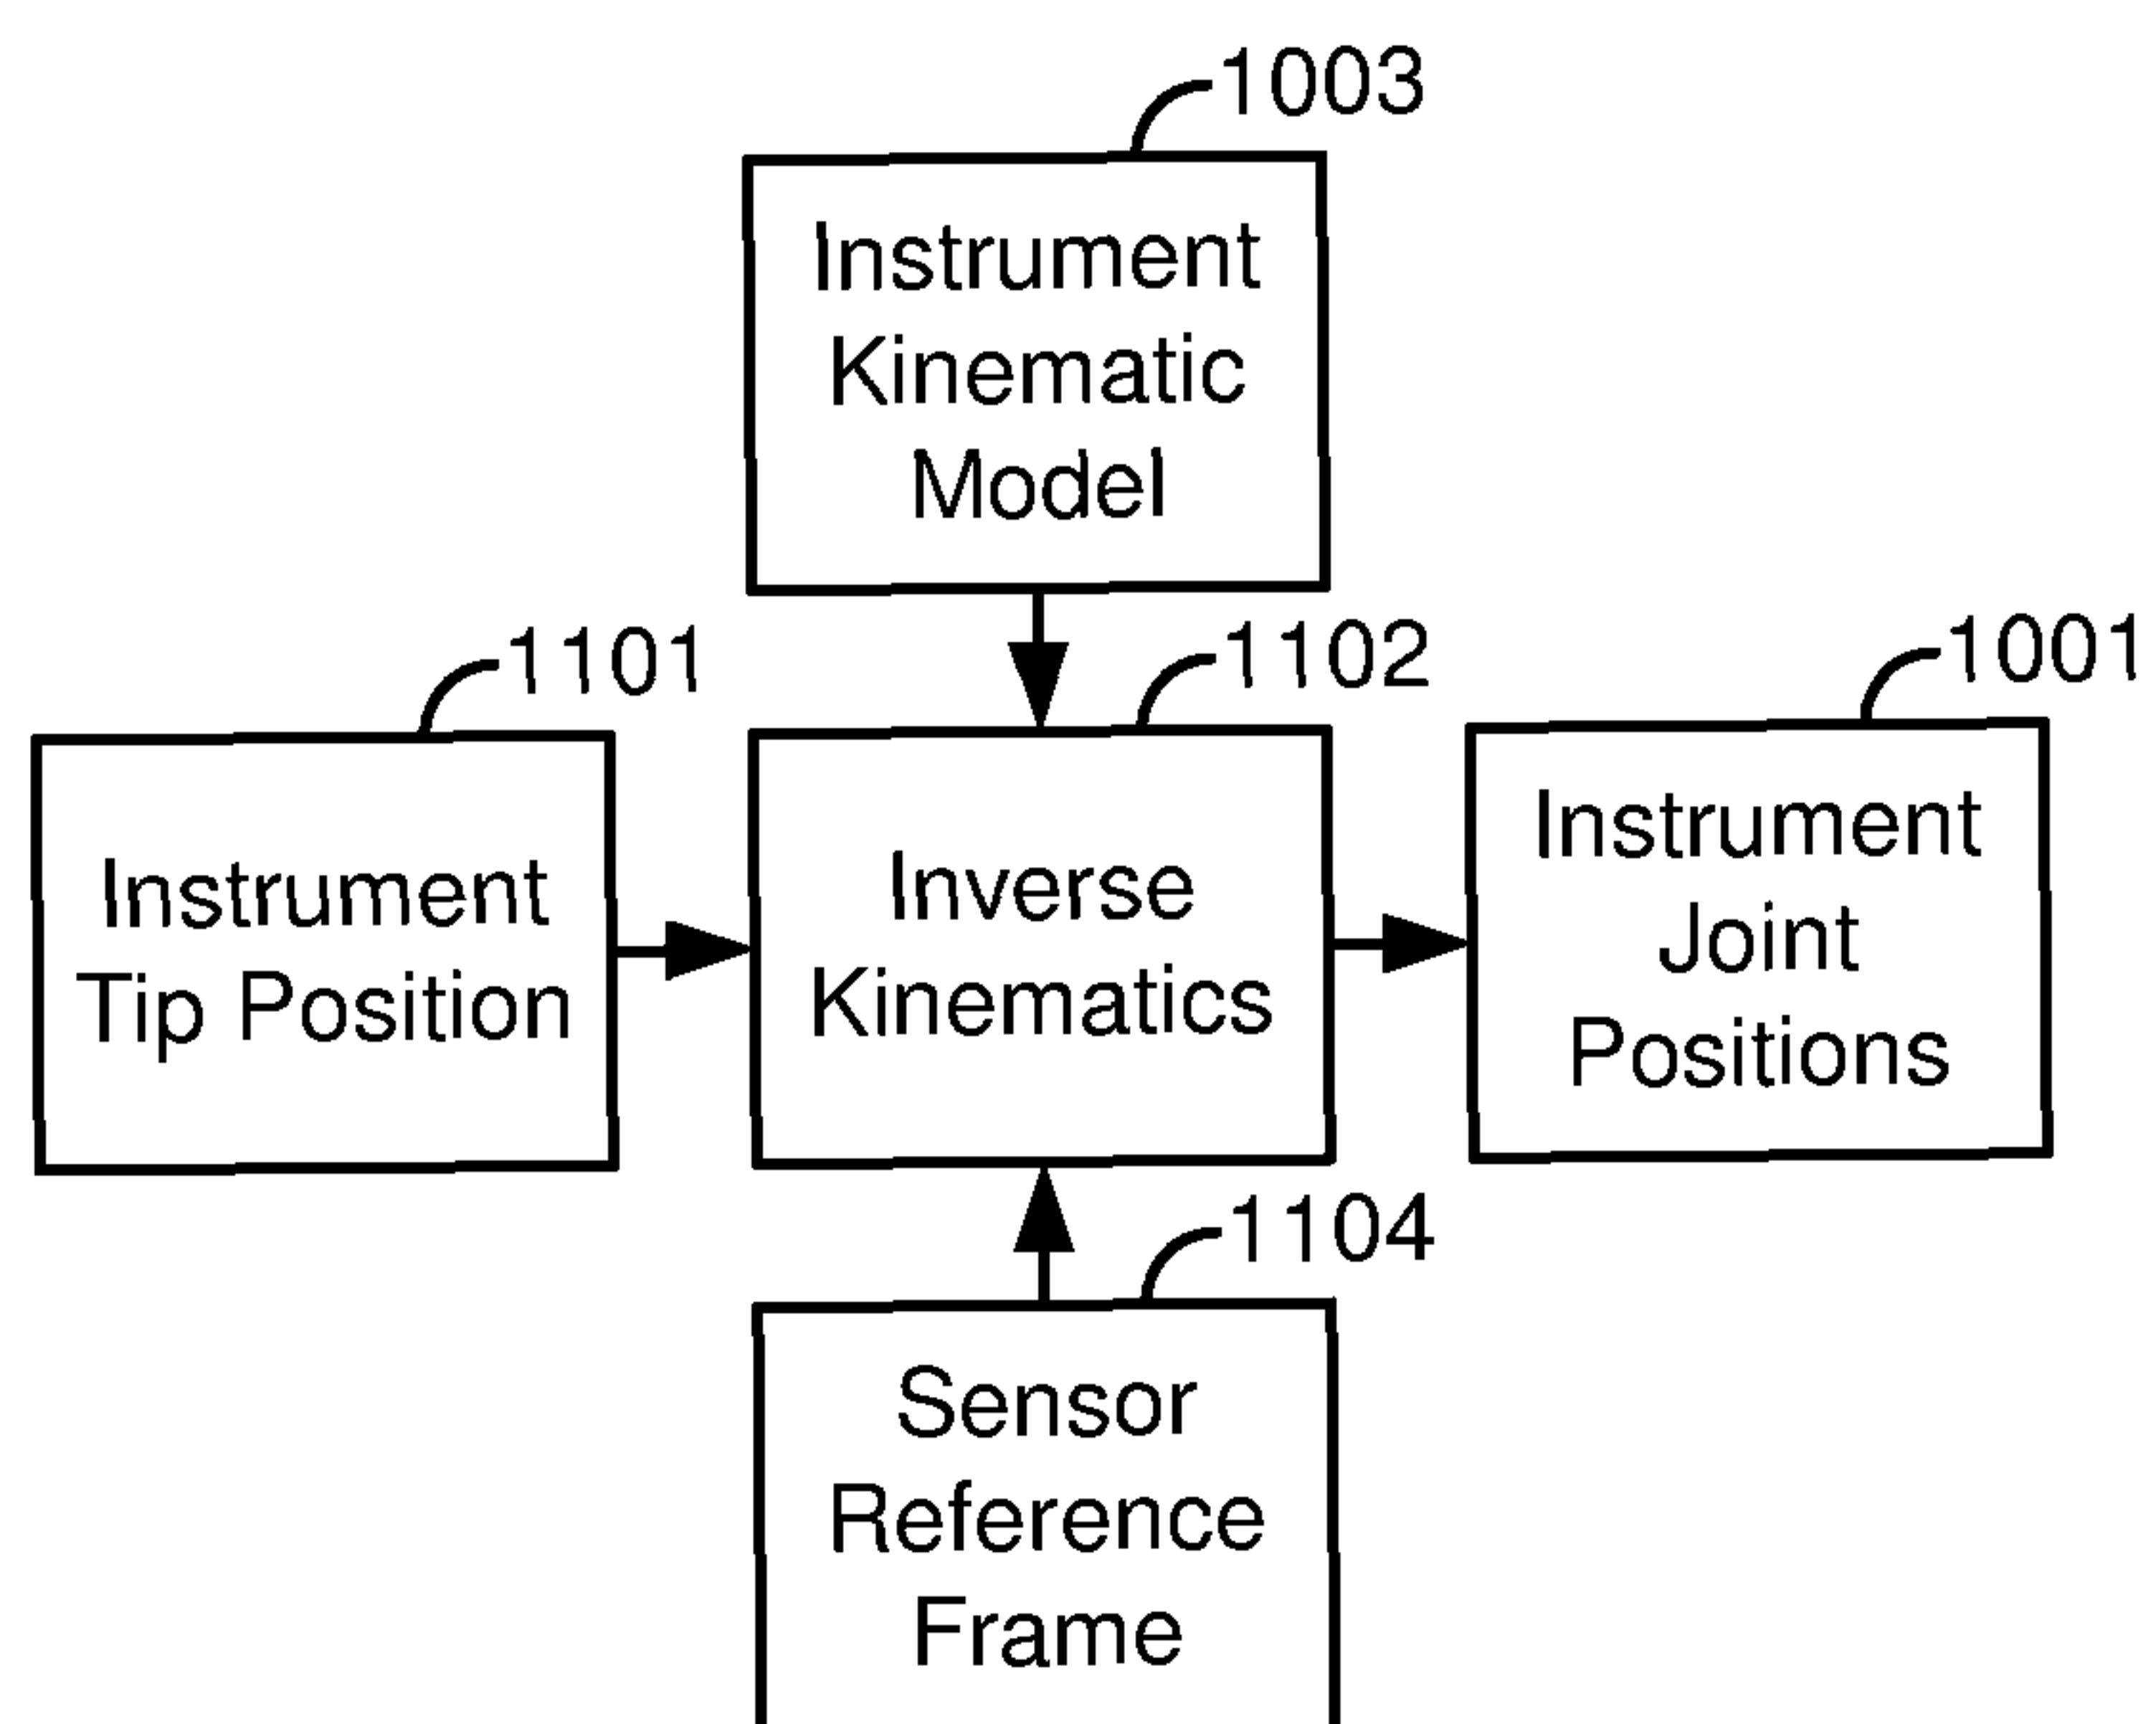 1003
Instrument
Kinematic
Model
1101
Instrument
Tip Position
1102
Inverse
Kinematics
1001
Instrument
Joint
Positions
1104
Sensor
Reference
Frame